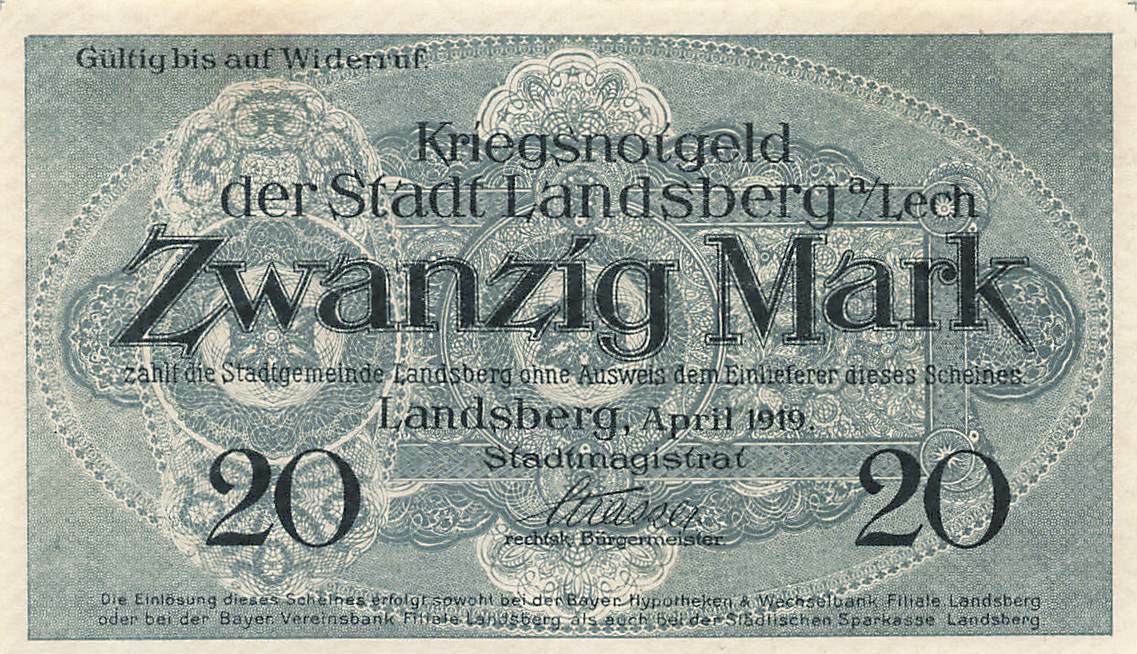 Gültig bis auf Widerruf.
Kriegsnotgeld
der Stadt Landsberg a/Lech
Zwanzig Mark
zahlt die Stadtgemeinde Landsberg ohne Ausweis dem Einlieferer dieses Scheines.
Landsberg, April 1919.
Stadtmagistrat
Strasser
rechtsk. Bürgermeister
20 20
Die Einlösung dieses Scheines erfolgt sowohl bei der Bayer. Hypotheken & Wechselbank Filiale Landsberg
oder bei der Bayer. Vereinsbank Filiale Landsberg als auch bei der Städtischen Sparkasse Landsberg